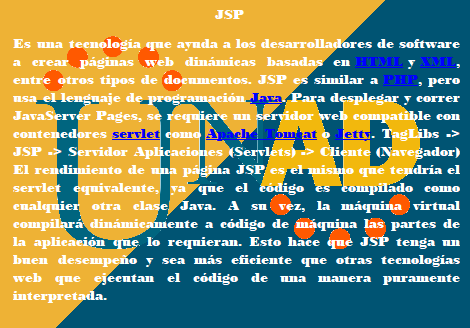 JSP
Es una tecnología que ayuda a los desarrolladores de software
a crear páginas web dinámicas basadas en HTML y XML,
entre otros tipos de documentos. JSP es similar a PHP, pero
usa el lenguaje de programación Java. Para desplegar y correr
JavaServer Pages, se requiere un servidor web compatible con
contenedores servlet como Apache Tomcat o Jetty. TagLibs ->
JSP -> Servidor Aplicaciones (Servlets) -> Cliente (Navegador)
El rendimiento de una página JSP es el mismo que tendría el
servlet equivalente, ya que el código es compilado como
cualquier otra clase Java. A su vez, la máquina virtual
compilará dinámicamente a código de máquina las partes de
la aplicación que lo requieran. Esto hace que JSP tenga un
buen desempeño y sea más eficiente que otras tecnologías
web que ejecutan el código de una manera puramente
interpretada.